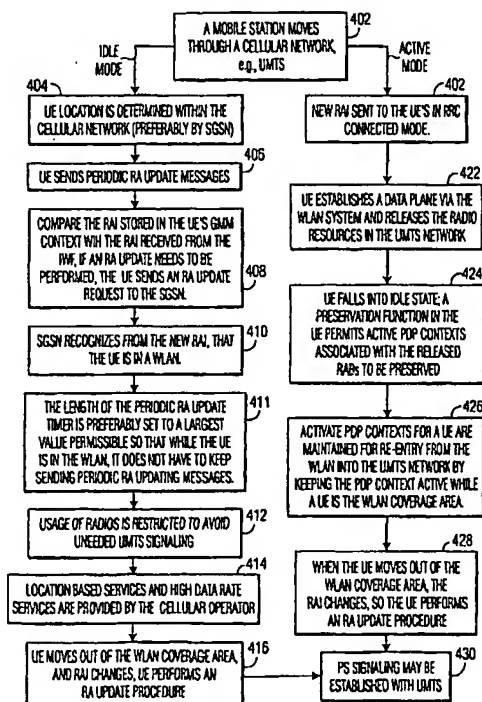 402
A MOBILE STATION MOVES
THROUGH A CELLULAR NETWORK,
e.g., UMTS
IDLE
MODE
ACTIVE
MODE
404
UE LOCATION IS DETERMINED WITHIN THE
CELLULAR NETWORK (PREFERABLY BY SGSN)
406
UE SENDS PERIODIC RA UPDATE MESSAGES
COMPARE THE RAI STORED IN THE UE'S GMM
CONTEXT WIH THE RAI RECEIVED FROM THE
IWF, IF AN RA UPDATE NEEDS TO BE
PERFORMED, THE UE SENDS AN RA UPDATE
REQUEST TO THE SGSN.
408
410
SGSN RECOGNIZES FROM THE NEW RAI, THAT
THE UE IS IN A WLAN.
411
THE LENGTH OF THE PERIODIC RA UPDATE
TIMER IS PREFERABLY SET TO A LARGEST
VALUE PERMISSIBLE SO THAT WHILE THE UE
IS IN THE WLAN, IT DOES NOT HAVE TO KEEP
SENDING PERIODIC RA UPDATING MESSAGES.
412
USAGE OF RADIOS IS RESTRICTED TO AVOID
UNEEDED UMTS SIGNALING
414
LOCATION BASED SERVICES AND HIGH DATA RATE
SERVICES ARE PROVIDED BY THE CELLULAR OPERATOR
416
UE MOVES OUT OF THE WLAN COVERAGE AREA,
AND RAI CHANGES, UE PERFORMS AN
RA UPDATE PROCEDURE
402
NEW RAI SENT TO THE UE'S IN RRC
CONNECTED MODE.
422
UE ESTABLISHES A DATA PLANE VIA THE
WLAN SYSTEM AND RELEASES THE RADIO
RESOURCES IN THE UMTS NETWORK
424
UE FALLS INTO IDLE STATE; A
PRESERVATION FUNCTION IN THE
UE PERMITS ACTIVE PDP CONTEXTS
ASSOCIATED WITH THE RELEASED
RABs TO BE PRESERVED
426
ACTIVATE PDP CONTEXTS FOR A UE ARE
MAINTAINED FOR RE-ENTRY FROM THE
WLAN INTO THE UMTS NETWORK BY
KEEPING THE PDP CONTEXT ACTIVE WHILE
A UE IS THE WLAN COVERAGE AREA.
428
WHEN THE UE MOVES OUT OF THE
WLAN COVERAGE AREA, THE
RAI CHANGES, SO THE UE PERFORMS
AN RA UPDATE PROCEDURE
430
PS SIGNALING MAY BE
ESTABLISHED WITH UMTS